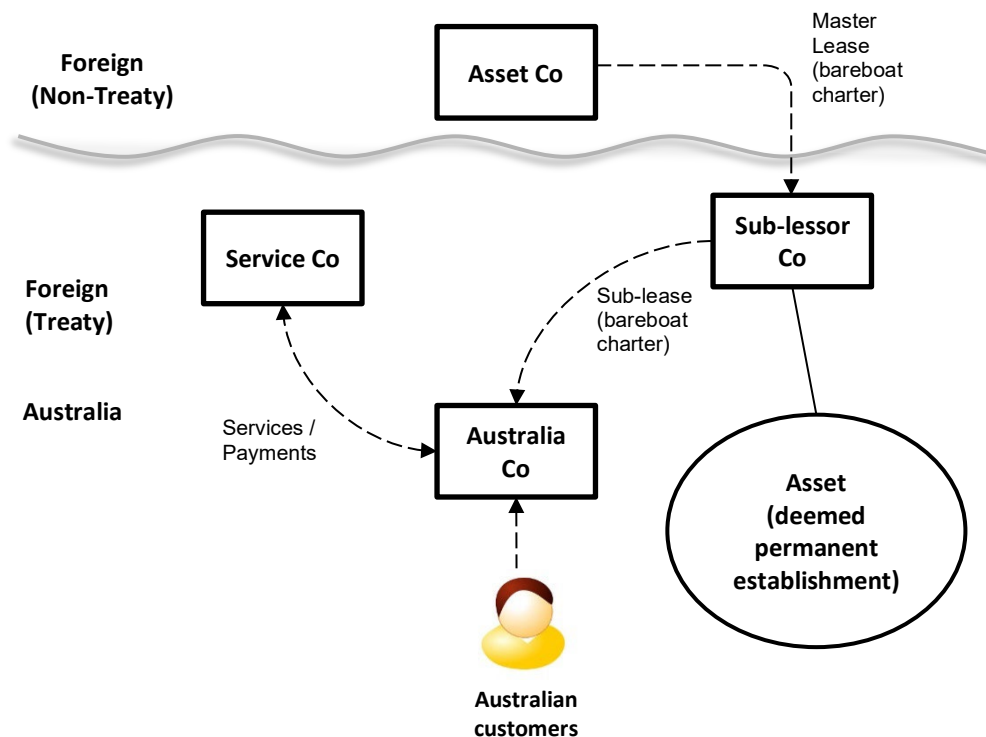 Foreign
(Non-Treaty)
Asset Co
Master
Lease
(bareboat
charter)
Service Co
Sub-lessor
Co
Foreign
(Treaty)
Sub-lease
(bareboat
charter)
Australia
Services /
Payments
Australia
Co
Asset
(deemed
permanent
establishment)
Australian
customers